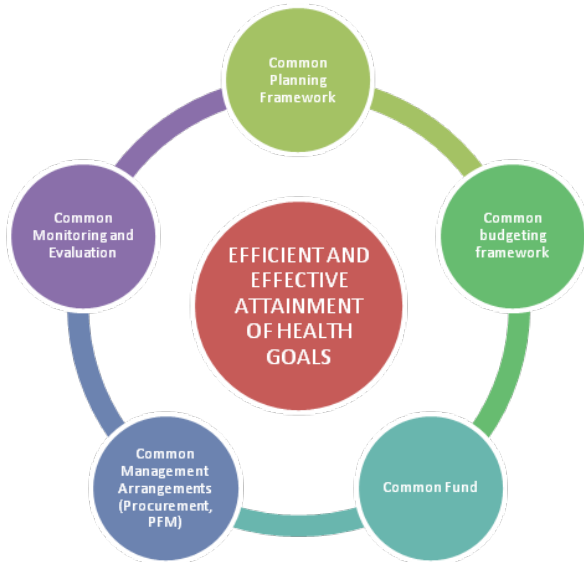 Common
Planning
Framework
Common
budgeting
framework
Common Fund
Common
Management
Arrangements
(Procurement,
PFM)
Common
Monitoring and
Evaluation
EFFICIENT AND
EFFECTIVE
ATTAINMENT
OF HEALTH
GOALS